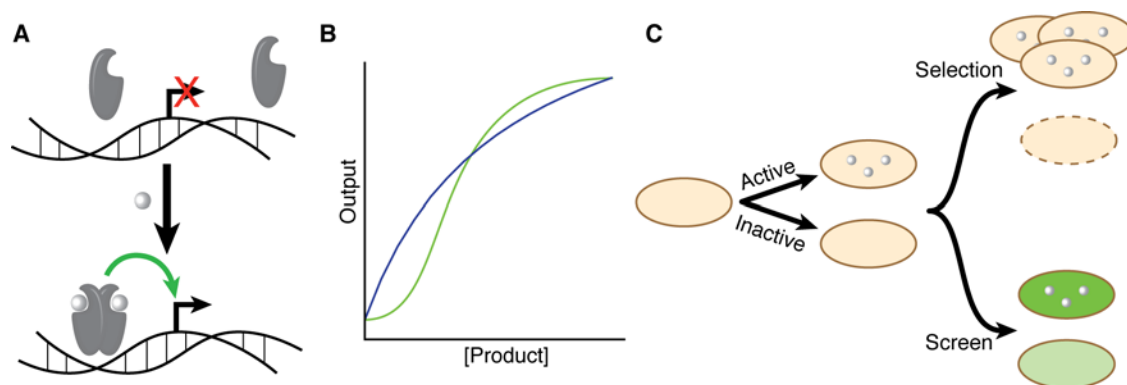 A
X
B
Output
[Product]
C
Active
Inactive
Selection
Screen